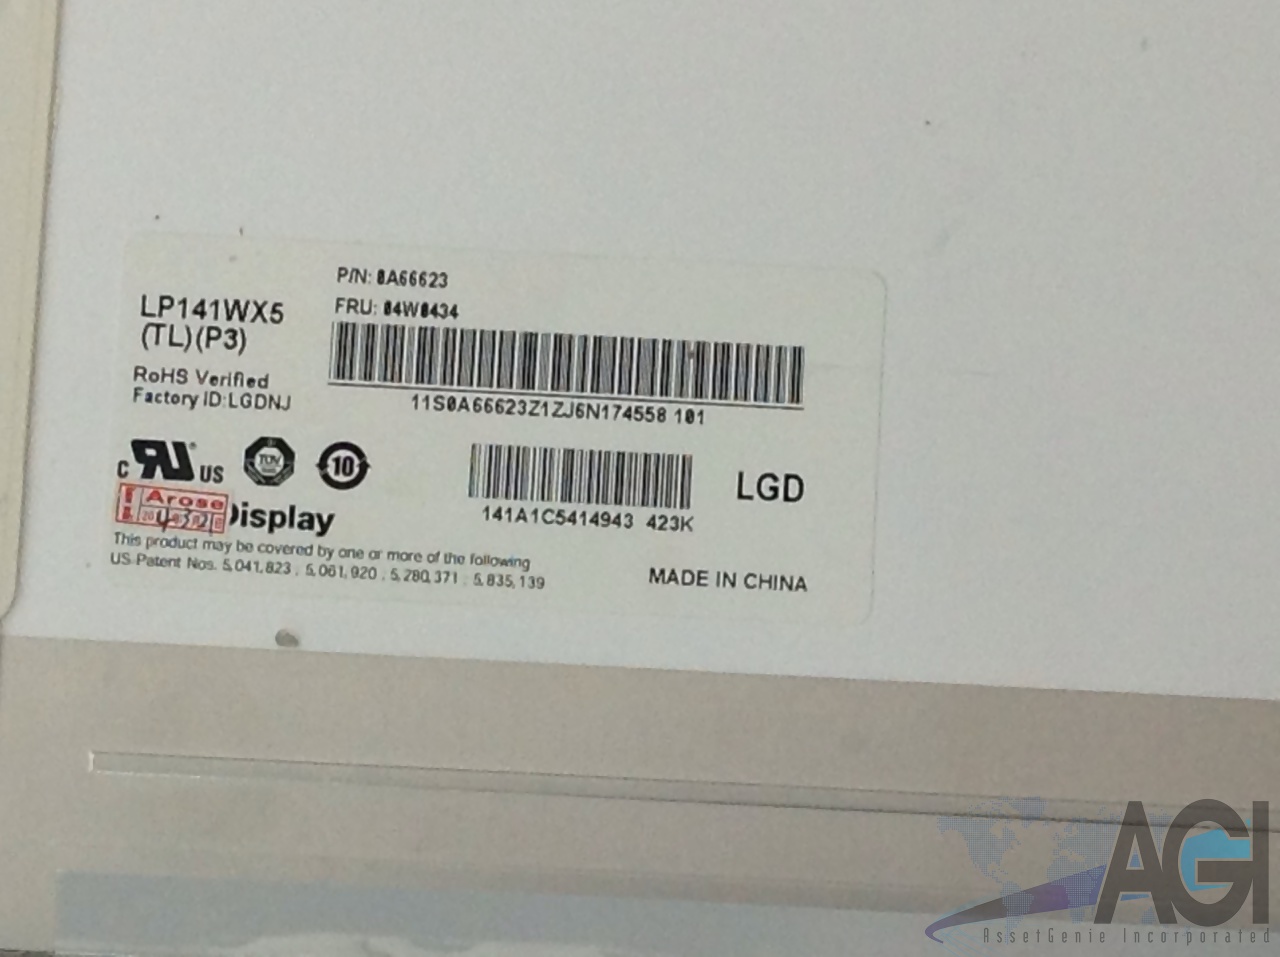 P/N: 0A66623
FRU: 04W0434
LP141WX5
(TL)(P3)
RoHS Verified
Factory ID:LGDNJ
11S0A66623Z1ZJ6N174558 101
C UR US
TUV
10
LGD
141A1C5414943 423K
Arose
Display
This product may be covered by one or more of the following
US Patent Nos. 5,041,823 , 5,061,920 , 5,280,371 , 5,835,139
MADE IN CHINA
AGI
AssetGenie Incorporated